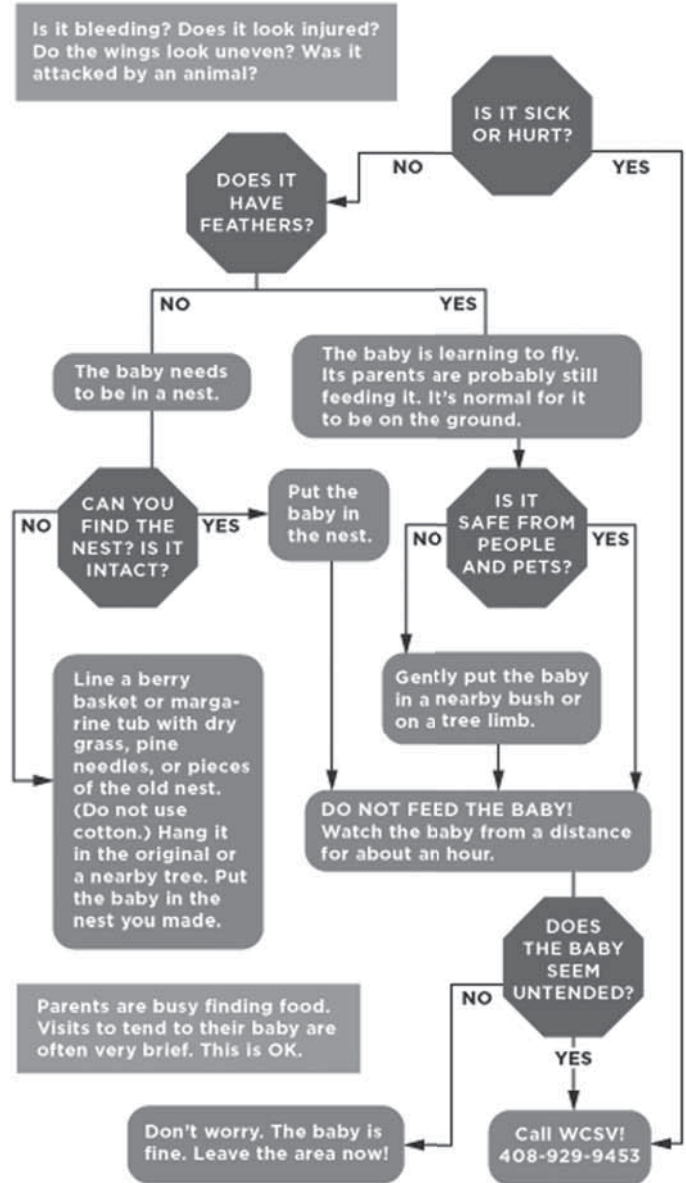 Is it bleeding? Does it look injured?
Do the wings look uneven? Was it
attacked by an animal?
IS IT SICK
OR HURT?
NO
YES
DOES IT
HAVE
FEATHERS?
NO
YES
The baby needs
to be in a nest.
The baby is learning to fly.
Its parents are probably still
feeding it. It's normal for it
to be on the ground.
CAN YOU
FIND THE
NEST? IS IT
INTACT?
NO
YES
Put the
baby in
the nest.
IS IT
SAFE FROM
PEOPLE
AND PETS?
NO
YES
Line a berry
basket or marga-
rine tub with dry
grass, pine
needles, or pieces
of the old nest.
(Do not use
cotton.) Hang it
in the original or
a nearby tree. Put
the baby in the
nest you made.
Gently put the baby
in a nearby bush or
on a tree limb.
DO NOT FEED THE BABY!
Watch the baby from a distance
for about an hour.
DOES
THE BABY
SEEM
UNTENDED?
NO
YES
Parents are busy finding food.
Visits to tend to their baby are
often very brief. This is OK.
Don't worry. The baby is
fine. Leave the area now!
Call WCSV!
408-929-9453